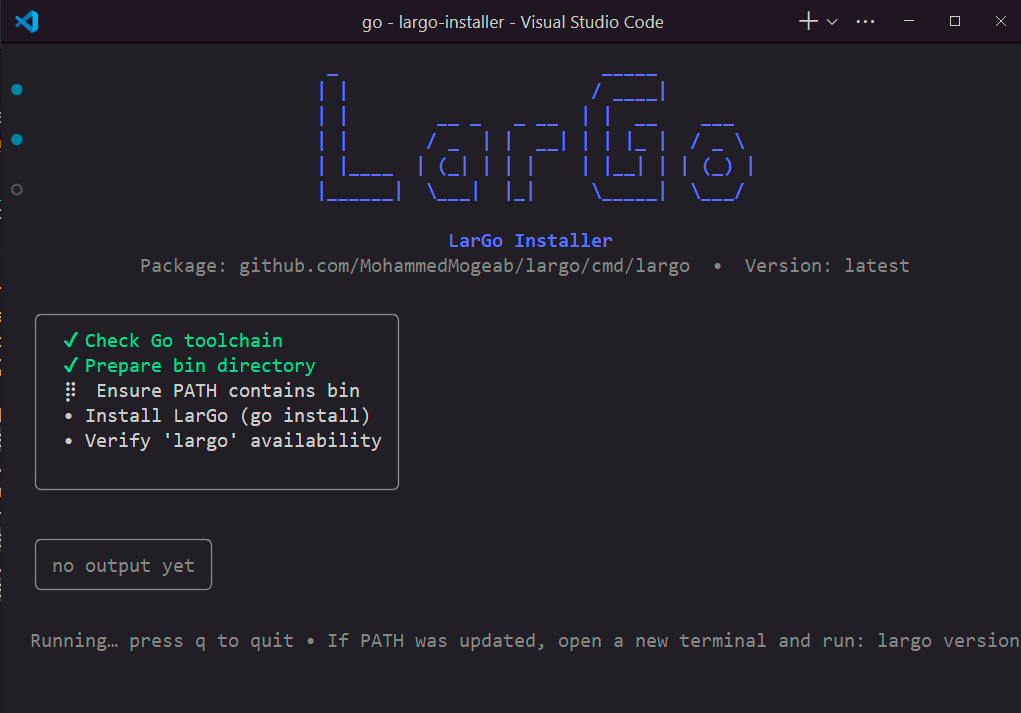 go - largo-installer - Visual Studio Code
LarGo
LarGo Installer
Package: github.com/MohammedMogeab/largo/cmd/largo • Version: latest
✓ Check Go toolchain
✓ Prepare bin directory
⣻ Ensure PATH contains bin
• Install LarGo (go install)
• Verify 'largo' availability
no output yet
Running… press q to quit • If PATH was updated, open a new terminal and run: largo version